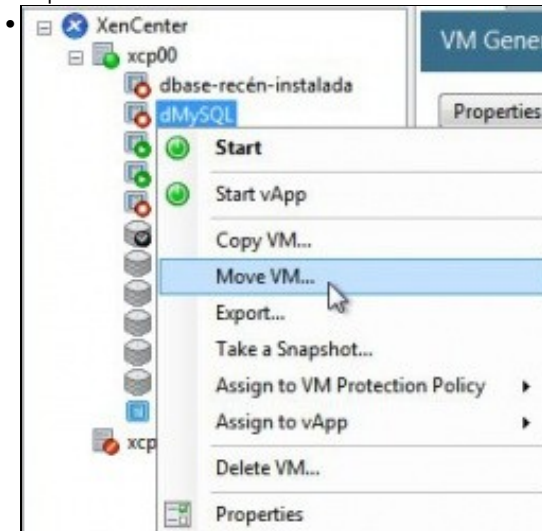 XenCenter
xcp00
dbase-recén-instalada
dMySQL
Start
Start vApp
Copy VM...
Move VM...
Export...
Take a Snapshot...
Assign to VM Protection Policy
Assign to vApp
Delete VM...
Properties
xcp
VM Gener
Properties